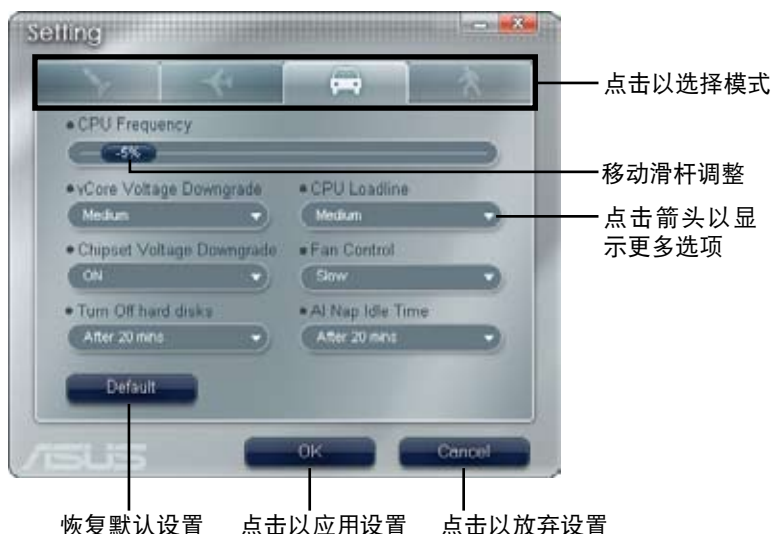 Setting
点击以选择模式
CPU Frequency
-5%
移动滑杆调整
vCore Voltage Downgrade
CPU Loadline
Medium
Medium
点击箭头以显
示更多选项
Chipset Voltage Downgrade
Fan Control
ON
Slow
Turn Off hard disks
AI Nap Idle Time
After 20 mins
After 20 mins
Default
ASUS
OK
Cancel
恢复默认设置
点击以应用设置
点击以放弃设置